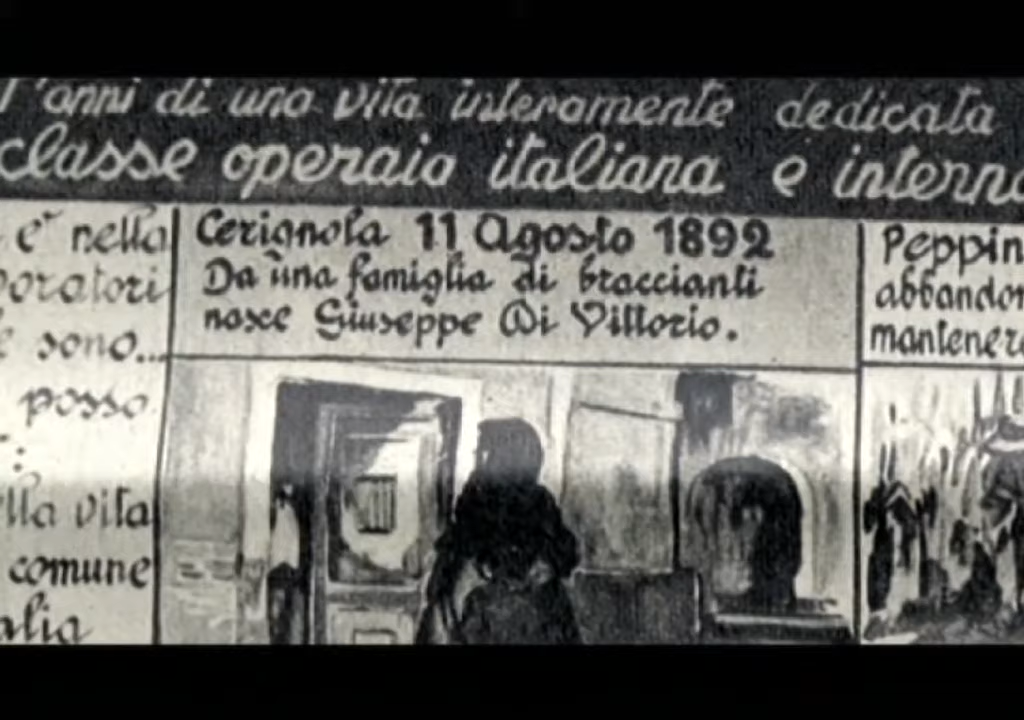 anni di una vita interamente dedicata
classe operaia italiana e interna
è nella
oratori
sono...
posso
:
lla vita
comune
alia
Cerignola 11 Agosto 1892
Da una famiglia di braccianti
nasce Giuseppe Di Vittorio.
Peppin
abbandon
mantenere